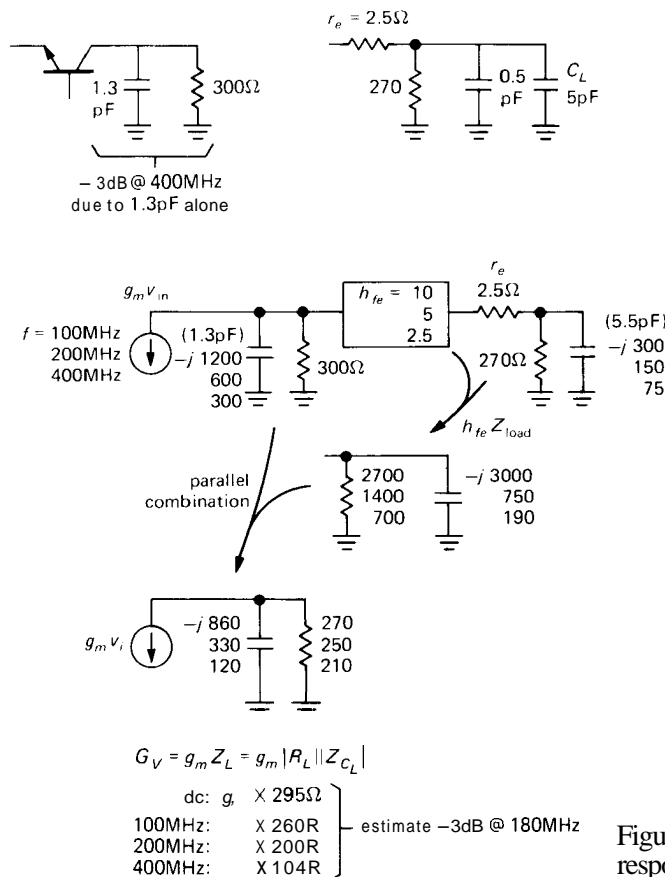 r_e = 2.5Ω
1.3
pF
300Ω
270
0.5
pF
C_L
5pF
− 3dB @ 400MHz
due to 1.3pF alone
g_m v_in
f = 100MHz
200MHz
400MHz
(1.3pF)
−j 1200
600
300
300Ω
h_fe = 10
5
2.5
r_e
2.5Ω
270Ω
(5.5pF)
−j 300
150
75
h_fe Z_load
parallel
combination
2700
1400
700
−j 3000
750
190
g_m v_i
−j 860
330
120
270
250
210
G_V = g_m Z_L = g_m |R_L||Z_C_L|
dc: g, × 295Ω
100MHz: × 260R
200MHz: × 200R
400MHz: × 104R
estimate −3dB @ 180MHz
Figu
respo